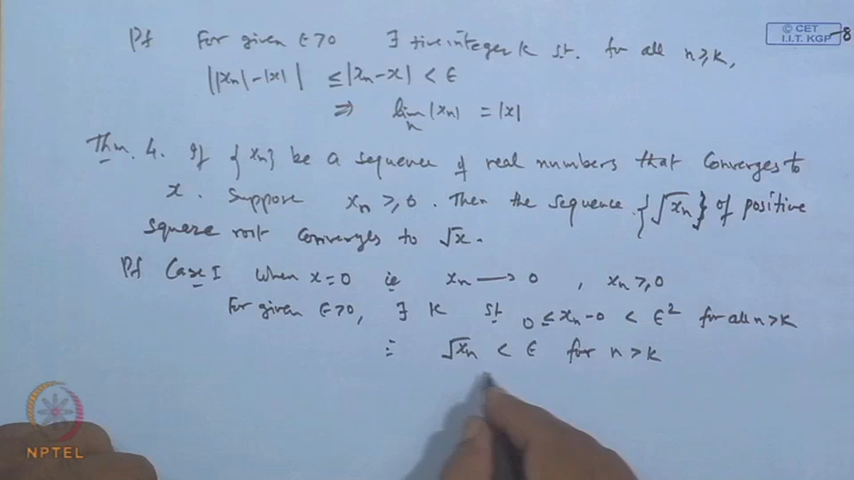 © CET
I.I.T. KGP
8
Pf For given ε>0 ∃ +ive integer K st. for all n≥K,
||xn|-|x|| ≤ |xn-x| < ε
⇒ lim n |xn| = |x|
Thm. 4. If {xn} be a sequence of real numbers that converges to
x. Suppose xn ≥ 0. Then the sequence {√xn} of positive
square root converges to √x.
Pf Case I When x=0 ie xn → 0 , xn ≥ 0
For given ε>0, ∃ K st 0 ≤ xn-0 < ε² for all n>K
∴ √xn < ε for n>K
NPTEL